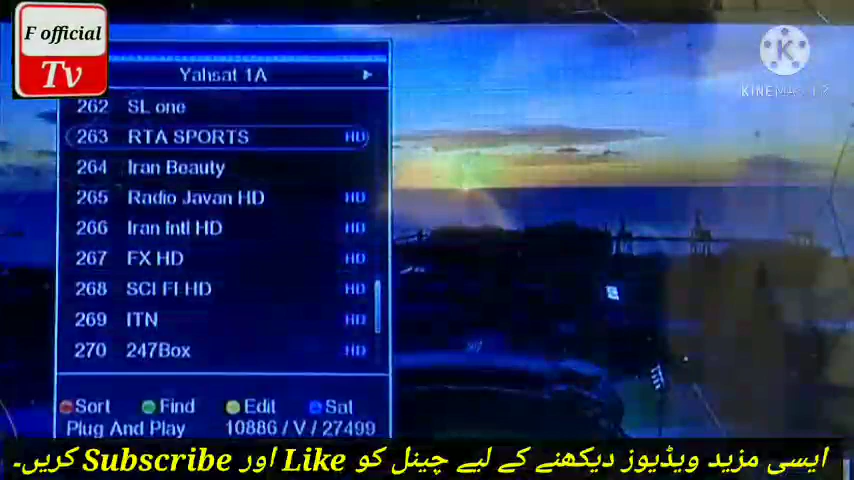 F official
Tv
KINEMASTER
Yahsat 1A
262 SL one
263 RTA SPORTS HD
264 Iran Beauty
265 Radio Javan HD HD
266 Iran Intl HD HD
267 FX HD HD
268 SCI FI HD HD
269 ITN HD
270 247Box HD
Sort Find Edit Sat
Plug And Play 10886 / V / 27499
ایسی مزید ویڈیوز دیکھنے کے لیے چینل کو Like اور Subscribe کریں۔